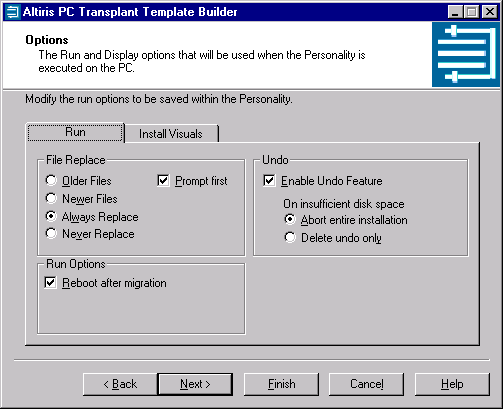 Altiris PC Transplant Template Builder
Options
The Run and Display options that will be used when the Personality is
executed on the PC.
Modify the run options to be saved within the Personality.
Run
Install Visuals
File Replace
Older Files
Prompt first
Newer Files
Always Replace
Never Replace
Undo
Enable Undo Feature
On insufficient disk space
Abort entire installation
Delete undo only
Run Options
Reboot after migration
< Back
Next >
Finish
Cancel
Help